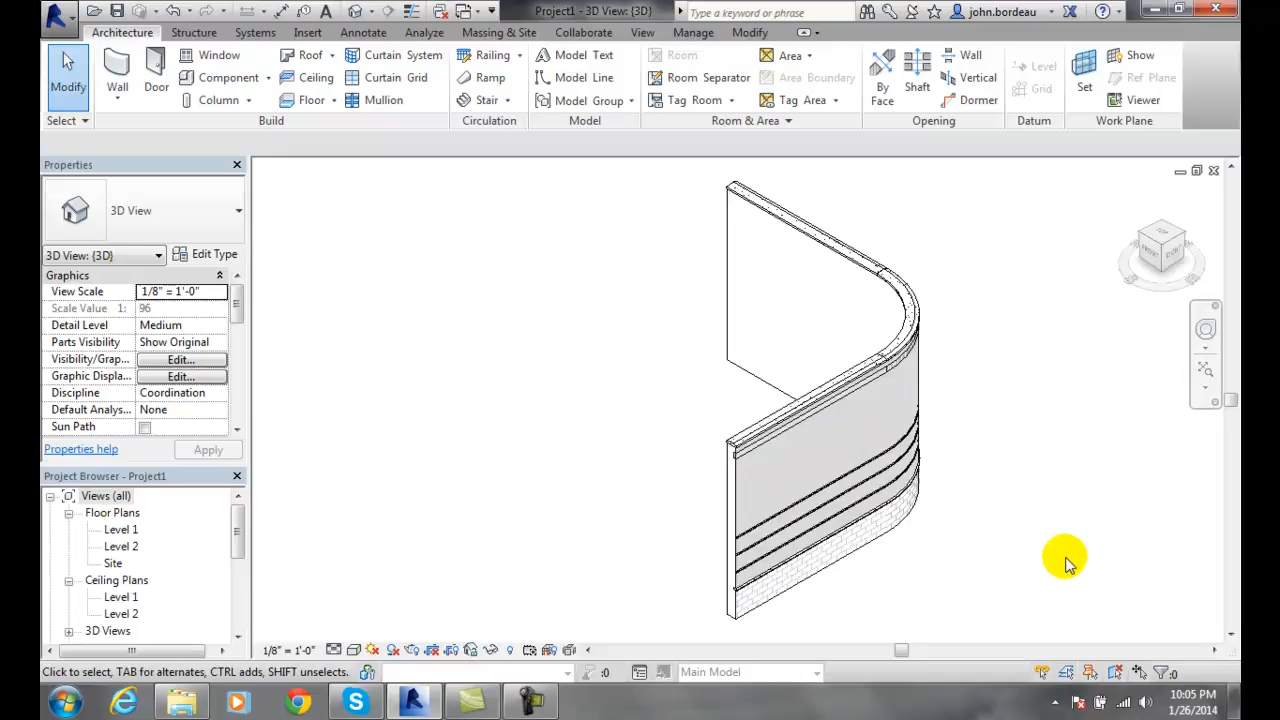 Project1 - 3D View: {3D}
Type a keyword or phrase
john.bordeau
Architecture Structure Systems Insert Annotate Analyze Massing & Site Collaborate View Manage Modify
Modify
Select
Wall
Door
Window
Component
Column
Roof
Ceiling
Floor
Curtain System
Curtain Grid
Mullion
Build
Railing
Ramp
Stair
Circulation
Model Text
Model Line
Model Group
Model
Room
Room Separator
Tag Room
Area
Area Boundary
Tag Area
Room & Area
By Face
Shaft
Wall
Vertical
Dormer
Opening
Level
Grid
Datum
Set
Show
Ref Plane
Viewer
Work Plane
Properties
3D View
3D View: {3D}
Edit Type
Graphics
View Scale 1/8" = 1'-0"
Scale Value 1: 96
Detail Level Medium
Parts Visibility Show Original
Visibility/Grap... Edit...
Graphic Displa... Edit...
Discipline Coordination
Default Analys... None
Sun Path
Properties help
Apply
Project Browser - Project1
Views (all)
Floor Plans
Level 1
Level 2
Site
Ceiling Plans
Level 1
Level 2
3D Views
1/8" = 1'-0"
Click to select, TAB for alternates, CTRL adds, SHIFT unselects.
:0
Main Model
:0
10:05 PM
1/26/2014